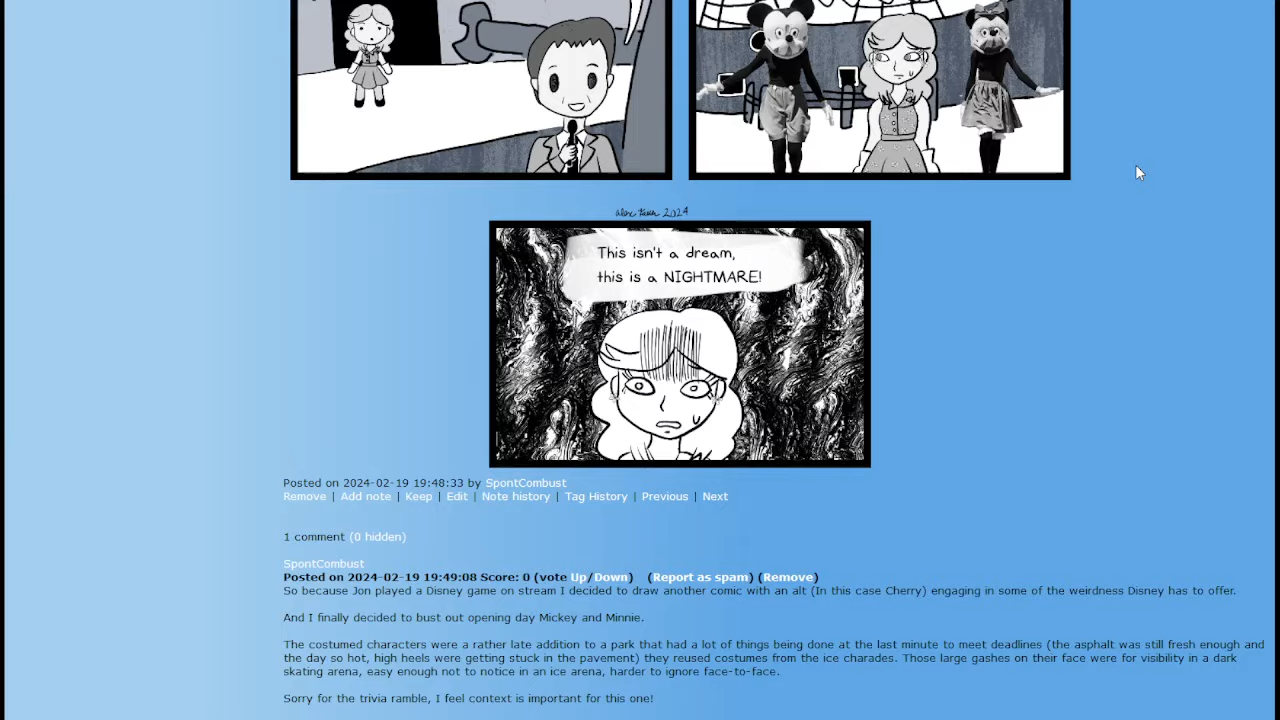 This isn't a dream,
this is a NIGHTMARE!
Posted on 2024-02-19 19:48:33 by SpontCombust
Remove | Add note | Keep | Edit | Note history | Tag History | Previous | Next
1 comment (0 hidden)
SpontCombust
Posted on 2024-02-19 19:49:08 Score: 0 (vote Up/Down) (Report as spam) (Remove)
So because Jon played a Disney game on stream I decided to draw another comic with an alt (In this case Cherry) engaging in some of the weirdness Disney has to offer.
And I finally decided to bust out opening day Mickey and Minnie.
The costumed characters were a rather late addition to a park that had a lot of things being done at the last minute to meet deadlines (the asphalt was still fresh enough and
the day so hot, high heels were getting stuck in the pavement) they reused costumes from the ice charades. Those large gashes on their face were for visibility in a dark
skating arena, easy enough not to notice in an ice arena, harder to ignore face-to-face.
Sorry for the trivia ramble, I feel context is important for this one!